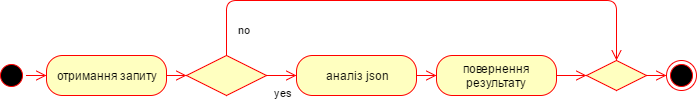 no
отримання запиту
yes
аналіз json
повернення
результату